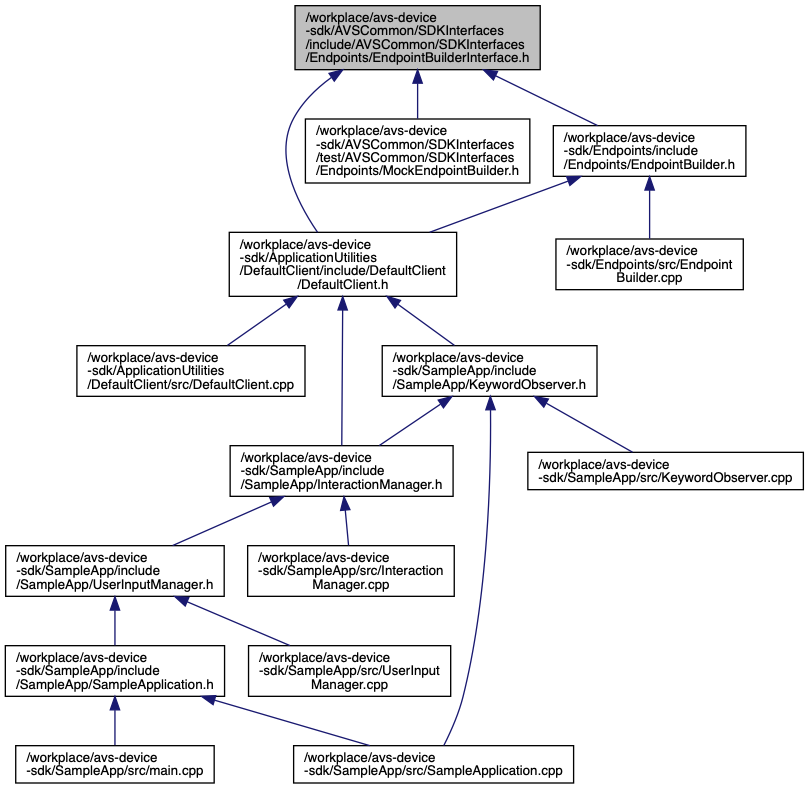 /workplace/avs-device
-sdk/AVSCommon/SDKInterfaces
/include/AVSCommon/SDKInterfaces
/Endpoints/EndpointBuilderInterface.h
/workplace/avs-device
-sdk/AVSCommon/SDKInterfaces
/test/AVSCommon/SDKInterfaces
/Endpoints/MockEndpointBuilder.h
/workplace/avs-device
-sdk/Endpoints/include
/Endpoints/EndpointBuilder.h
/workplace/avs-device
-sdk/ApplicationUtilities
/DefaultClient/include/DefaultClient
/DefaultClient.h
/workplace/avs-device
-sdk/Endpoints/src/Endpoint
Builder.cpp
/workplace/avs-device
-sdk/ApplicationUtilities
/DefaultClient/src/DefaultClient.cpp
/workplace/avs-device
-sdk/SampleApp/include
/SampleApp/KeywordObserver.h
/workplace/avs-device
-sdk/SampleApp/include
/SampleApp/InteractionManager.h
/workplace/avs-device
-sdk/SampleApp/src/KeywordObserver.cpp
/workplace/avs-device
-sdk/SampleApp/include
/SampleApp/UserInputManager.h
/workplace/avs-device
-sdk/SampleApp/src/Interaction
Manager.cpp
/workplace/avs-device
-sdk/SampleApp/include
/SampleApp/SampleApplication.h
/workplace/avs-device
-sdk/SampleApp/src/UserInput
Manager.cpp
/workplace/avs-device
-sdk/SampleApp/src/main.cpp
/workplace/avs-device
-sdk/SampleApp/src/SampleApplication.cpp